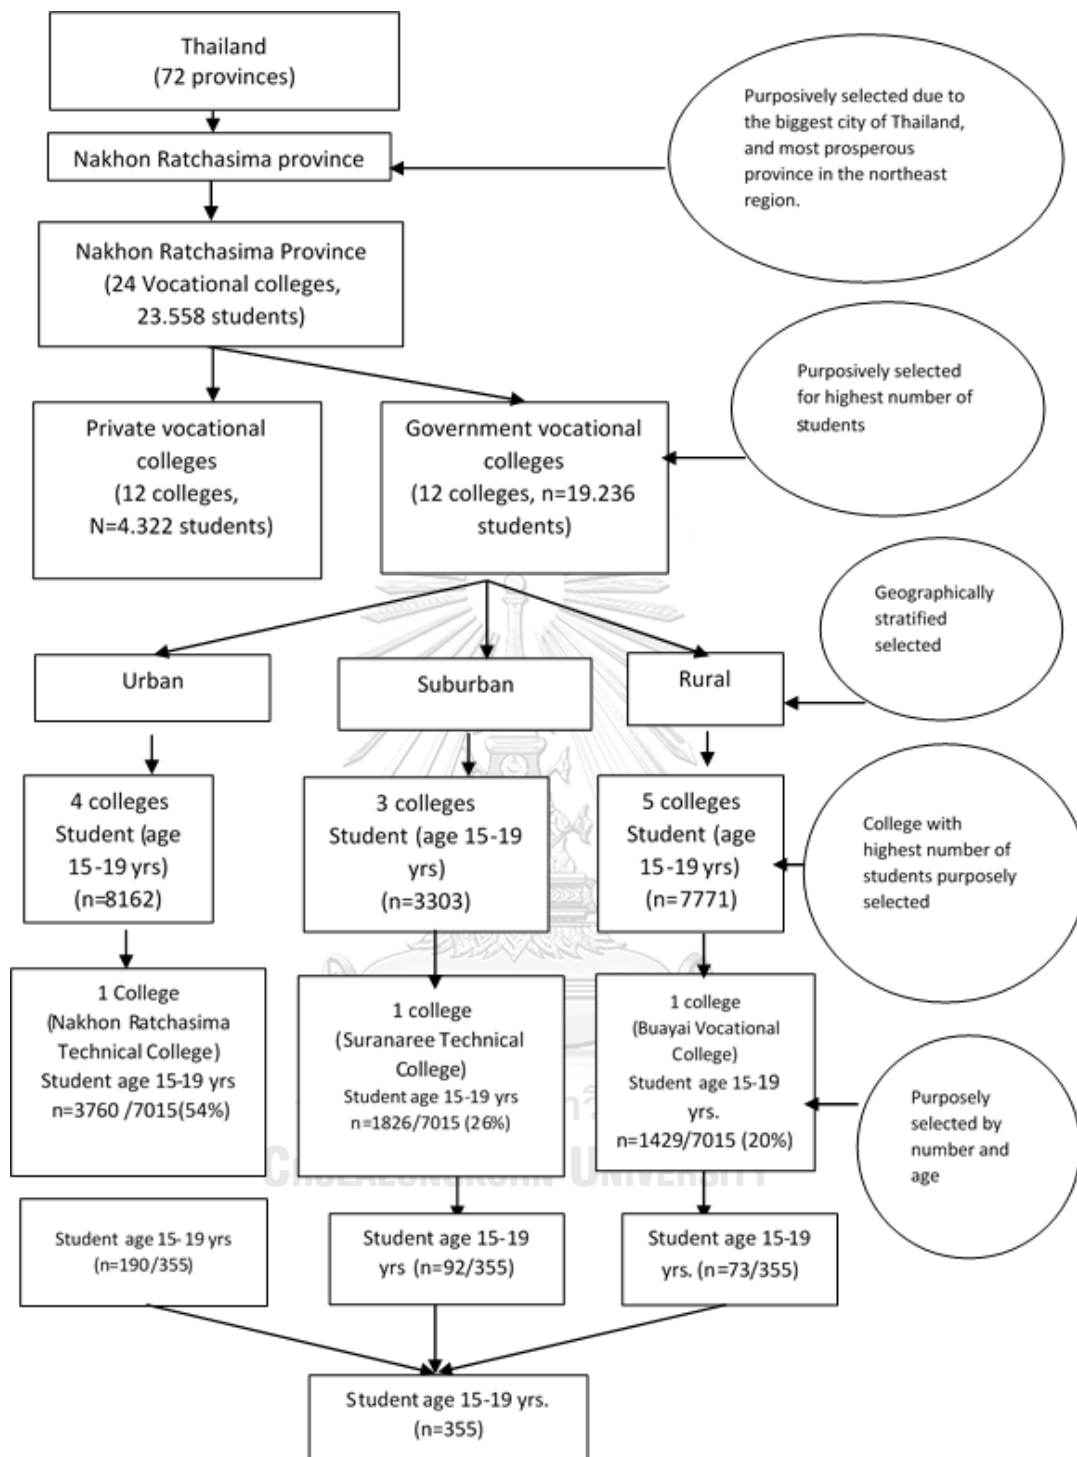 Thailand
(72 provinces)
Purposively selected due to
the biggest city of Thailand,
and most prosperous
province in the northeast
region.
Nakhon Ratchasima province
Nakhon Ratchasima Province
(24 Vocational colleges,
23.558 students)
Purposively selected
for highest number of
students
Private vocational
colleges
(12 colleges,
N=4.322 students)
Government vocational
colleges
(12 colleges, n=19.236
students)
Geographically
stratified
selected
Urban
Suburban
Rural
4 colleges
Student (age
15-19 yrs)
(n=8162)
3 colleges
Student (age 15-19
yrs)
(n=3303)
5 colleges
Student (age
15-19 yrs)
(n=7771)
College with
highest number of
students purposely
selected
1 College
(Nakhon Ratchasima
Technical College)
Student age 15-19 yrs
n=3760 /7015(54%)
1 college
(Suranaree Technical
College)
Student age 15-19 yrs
n=1826/7015 (26%)
1 college
(Buayai Vocational
College)
Student age 15-19
yrs.
n=1429/7015 (20%)
Purposely
selected by
number and
age
CHULALONGKORN UNIVERSITY
Student age 15-19 yrs
(n=190/355)
Student age 15-19
yrs (n=92/355)
Student age 15-19
yrs. (n=73/355)
Student age 15-19 yrs.
(n=355)